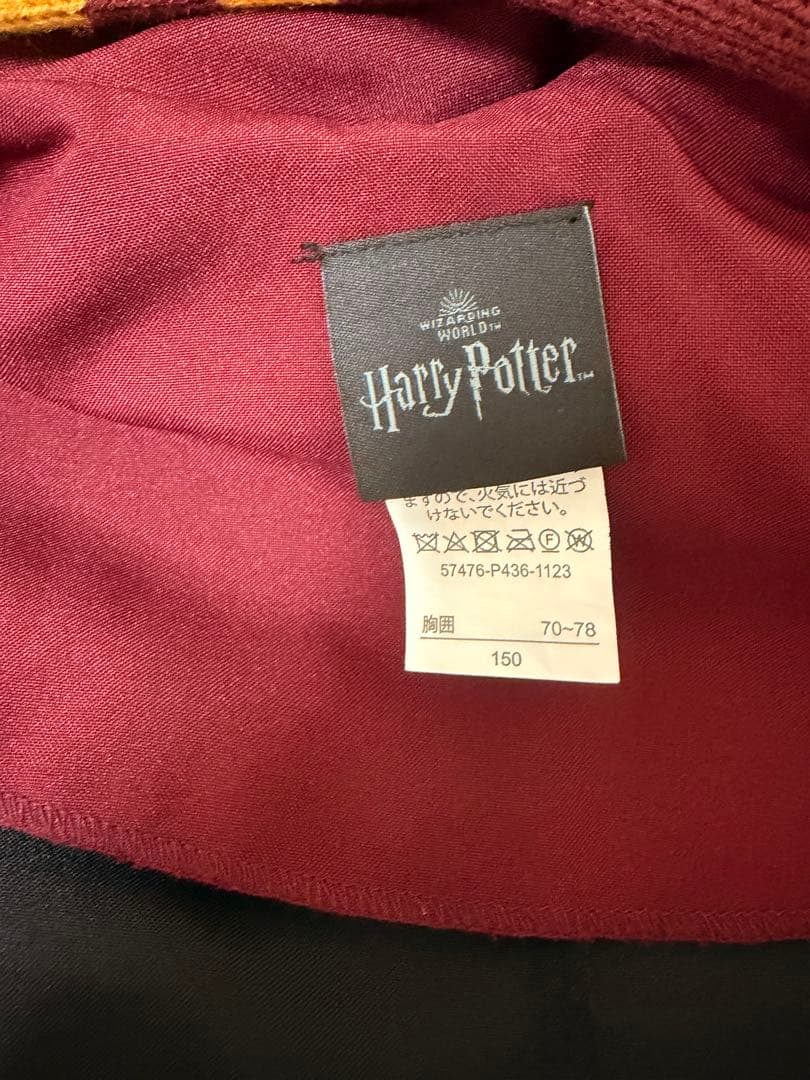 WIZARDING
WORLD™
Harry Potter™
ますので、火気には近づ
けないでください。
57476-P436-1123
胸囲 70~78
150